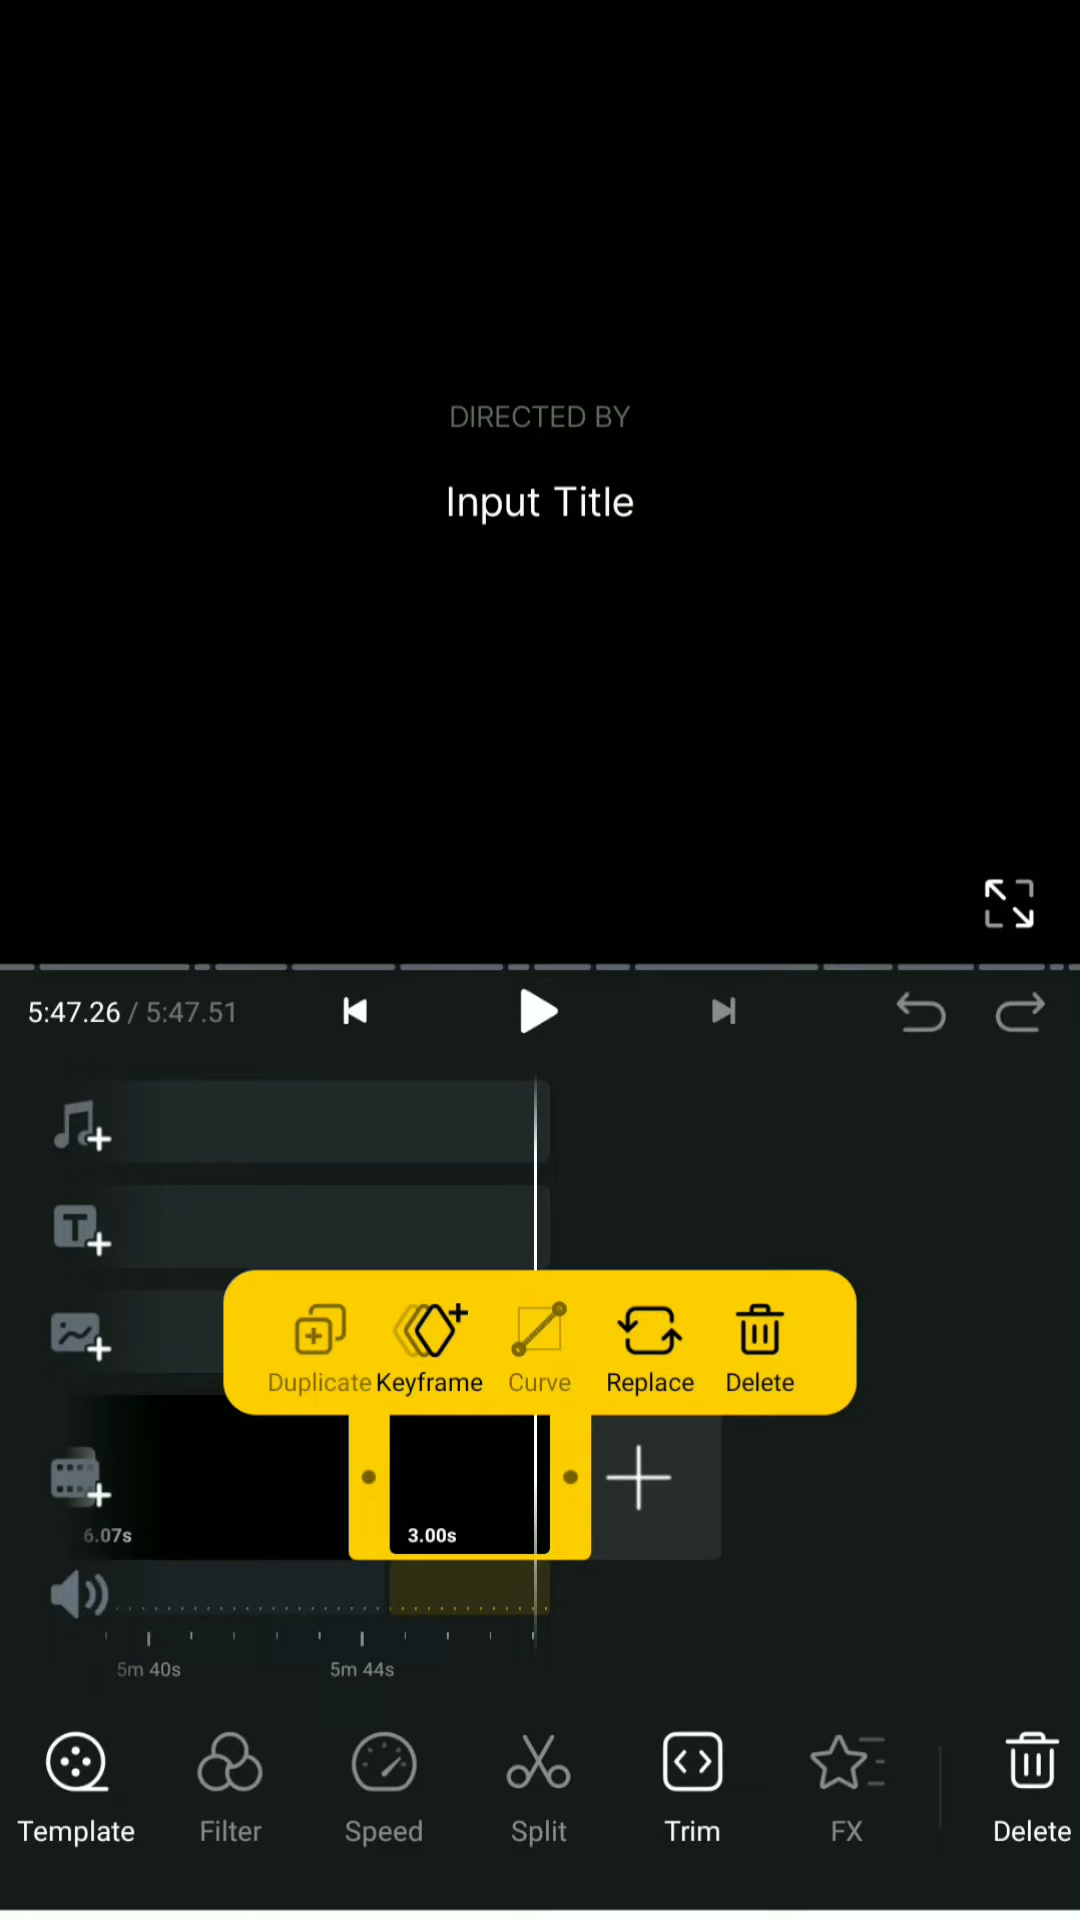 DIRECTED BY
Input Title
5:47.26 / 5:47.51
T
Duplicate Keyframe Curve Replace Delete
6.07s 3.00s
5m 40s 5m 44s
Template Filter Speed Split Trim FX Delete